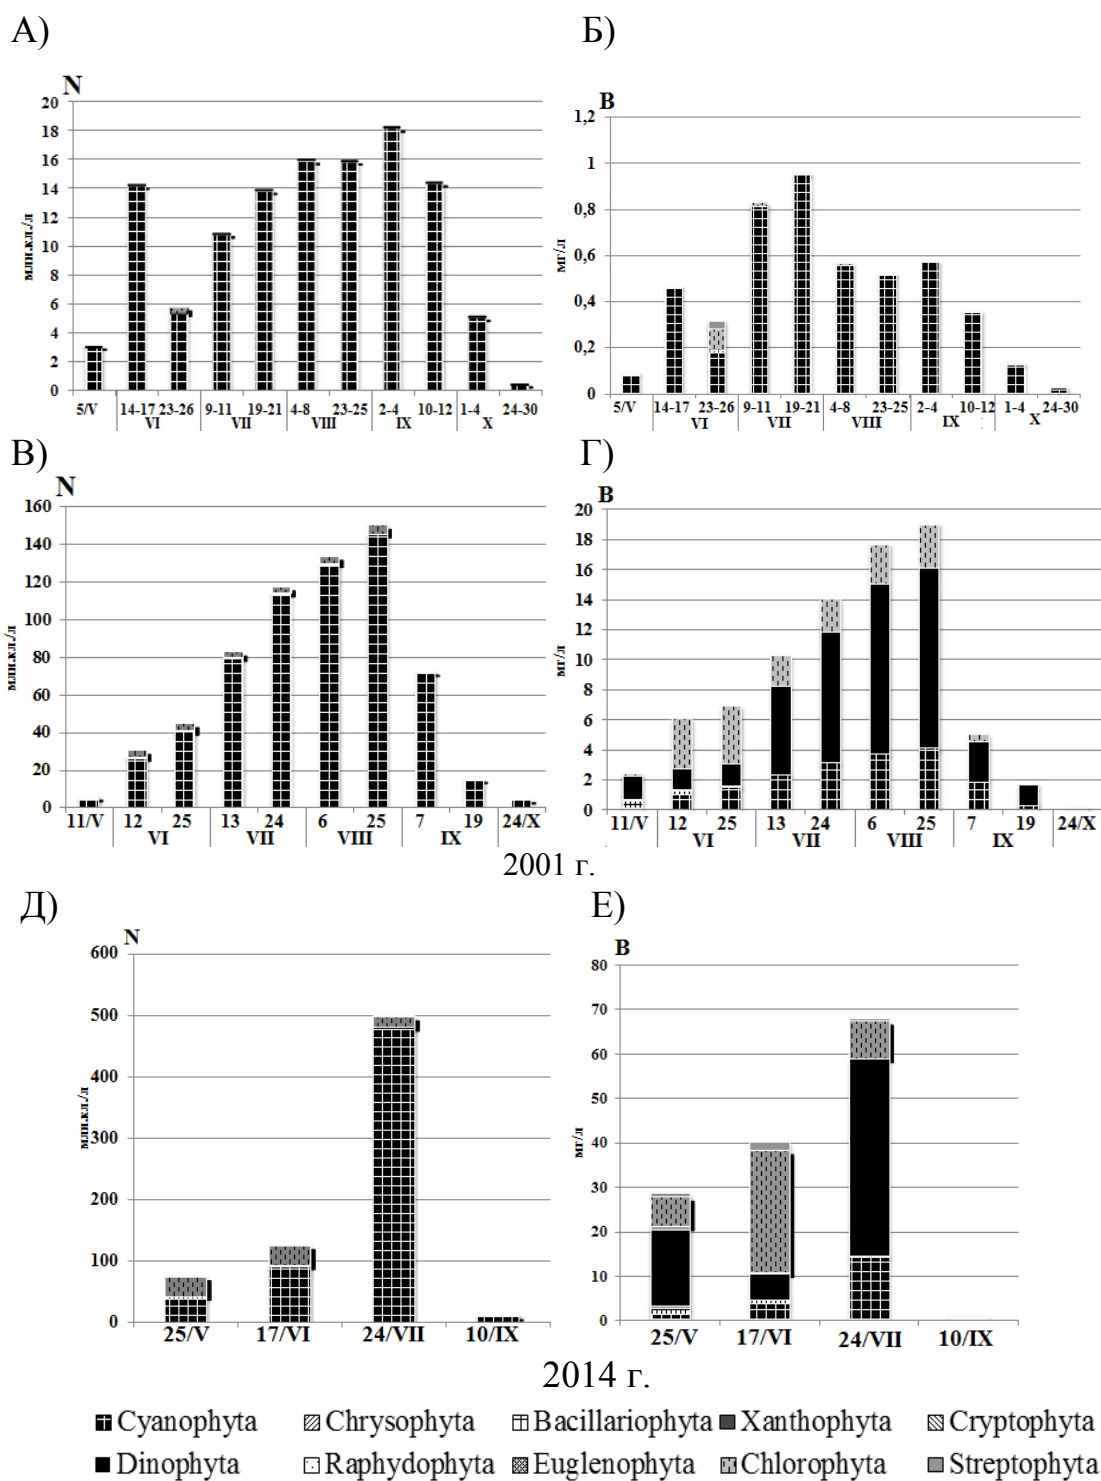 А)
Б)
N
млн.кл./л
20
18
16
14
12
10
8
6
4
2
0
5/V 14-17 23-26 9-11 19-21 4-8 23-25 2-4 10-12 1-4 24-30
VI VII VIII IX X
B
мг/л
1,2
1
0,8
0,6
0,4
0,2
0
5/V 14-17 23-26 9-11 19-21 4-8 23-25 2-4 10-12 1-4 24-30
VI VII VIII IX X
В)
Г)
N
млн.кл./л
160
140
120
100
80
60
40
20
0
11/V 12 25 13 24 6 25 7 19 24/X
VI VII VIII IX
B
мг/л
20
18
16
14
12
10
8
6
4
2
0
11/V 12 25 13 24 6 25 7 19 24/X
VI VII VIII IX
2001 г.
Д)
Е)
N
млн.кл./л
600
500
400
300
200
100
0
25/V 17/VI 24/VII 10/IX
B
мг/л
80
70
60
50
40
30
20
10
0
25/V 17/VI 24/VII 10/IX
2014 г.
Cyanophyta Chrysophyta Bacillariophyta Xanthophyta Cryptophyta
Dinophyta Raphydophyta Euglenophyta Chlorophyta Streptophyta